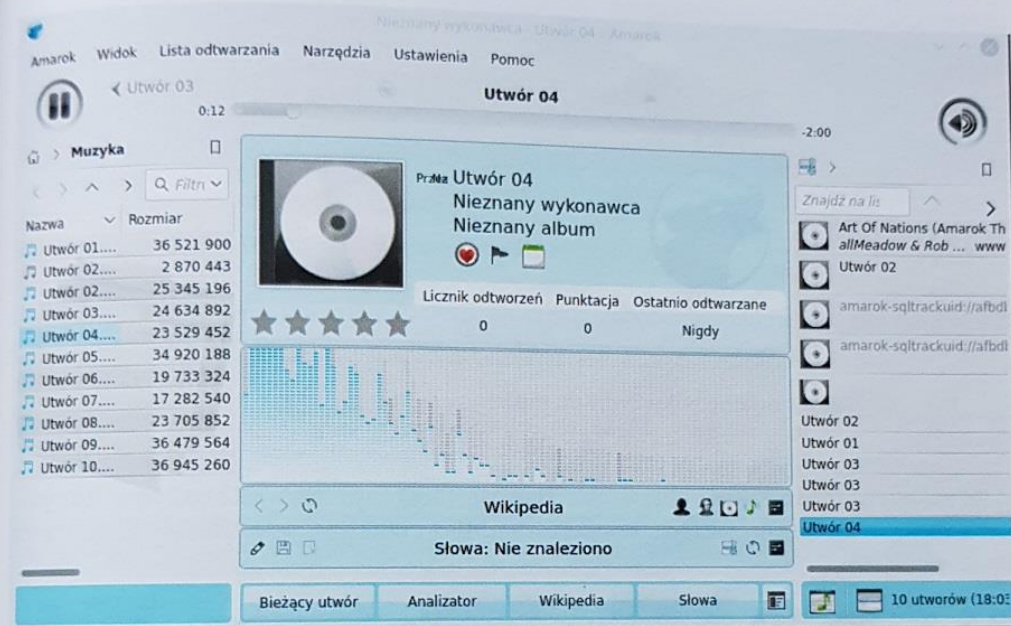 Nieznany wykonawca - Utwór 04 - Amarok
Amarok Widok Lista odtwarzania Narzędzia Ustawienia Pomoc
Utwór 03
Utwór 04
0:12
-2:00
Muzyka
Filtr
Nazwa Rozmiar
Utwór 01.... 36 521 900
Utwór 02.... 2 870 443
Utwór 02.... 25 345 196
Utwór 03.... 24 634 892
Utwór 04.... 23 529 452
Utwór 05.... 34 920 188
Utwór 06.... 19 733 324
Utwór 07.... 17 282 540
Utwór 08.... 23 705 852
Utwór 09.... 36 479 564
Utwór 10.... 36 945 260
Utwór 04
Nieznany wykonawca
Nieznany album
Licznik odtworzeń Punktacja Ostatnio odtwarzane
0 0 Nigdy
Wikipedia
Słowa: Nie znaleziono
Bieżący utwór Analizator Wikipedia Słowa
Znajdź na lis
Art Of Nations (Amarok Th
allMeadow & Rob ... www
Utwór 02
amarok-sqltrackuid://afbdl
amarok-sqltrackuid://afbdl
Utwór 02
Utwór 01
Utwór 03
Utwór 03
Utwór 03
Utwór 04
10 utworów (18:03